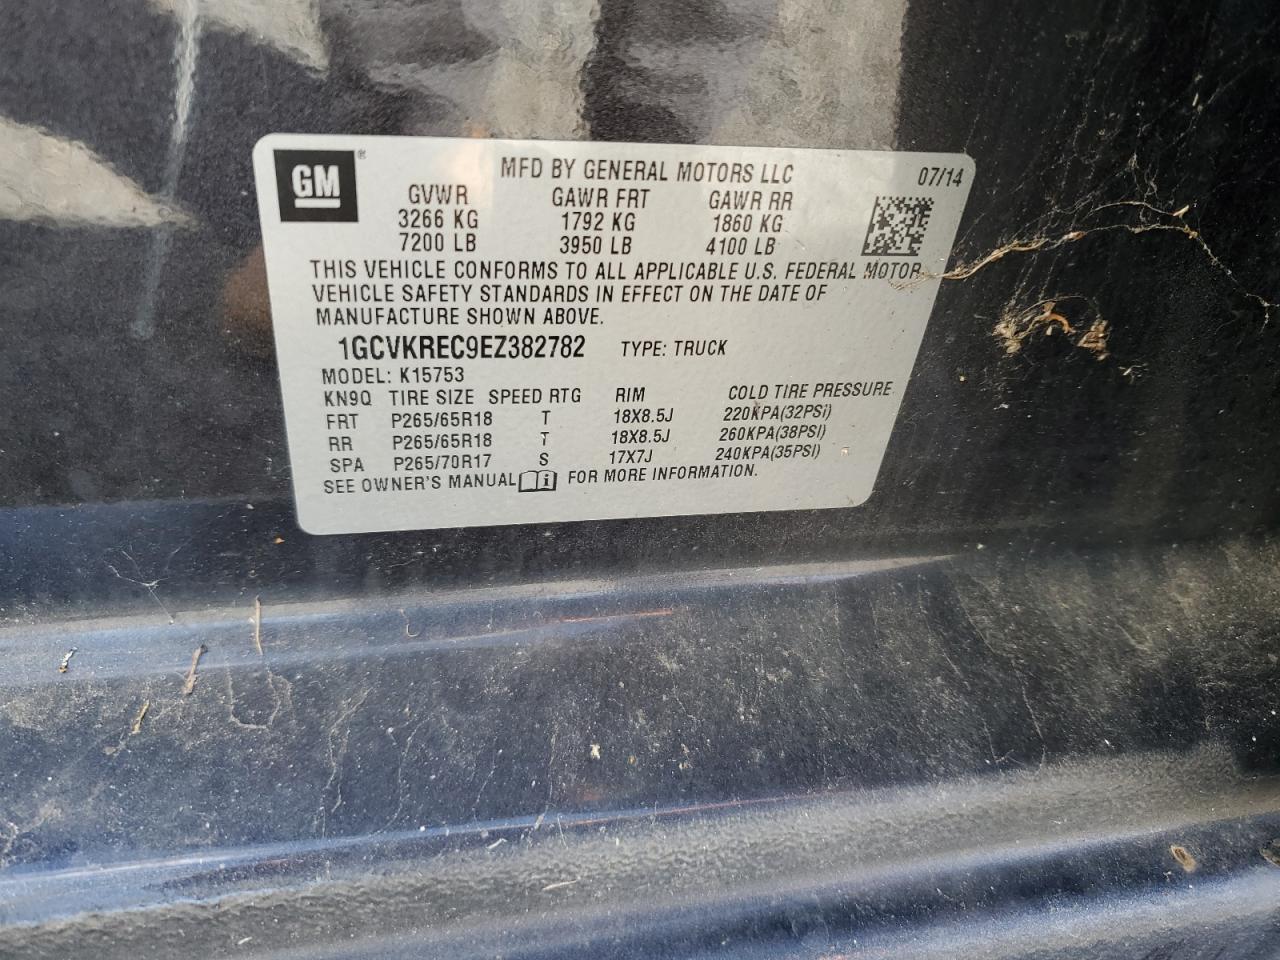 GM®
MFD BY GENERAL MOTORS LLC 07/14
GVWR GAWR FRT GAWR RR
3266 KG 1792 KG 1860 KG
7200 LB 3950 LB 4100 LB
THIS VEHICLE CONFORMS TO ALL APPLICABLE U.S. FEDERAL MOTOR
VEHICLE SAFETY STANDARDS IN EFFECT ON THE DATE OF
MANUFACTURE SHOWN ABOVE.
1GCVKREC9EZ382782 TYPE: TRUCK
MODEL: K15753
KN9Q TIRE SIZE SPEED RTG RIM COLD TIRE PRESSURE
FRT P265/65R18 T 18X8.5J 220KPA(32PSI)
RR P265/65R18 T 18X8.5J 260KPA(38PSI)
SPA P265/70R17 S 17X7J 240KPA(35PSI)
SEE OWNER'S MANUAL i FOR MORE INFORMATION.